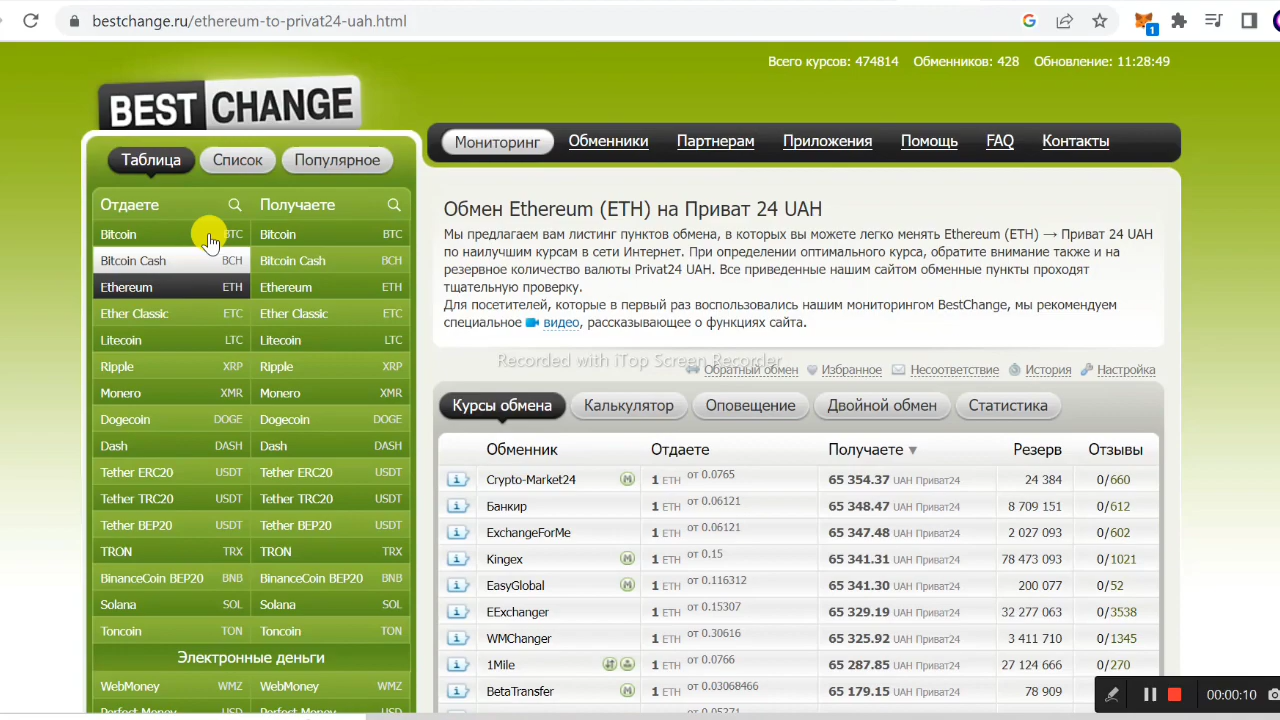 bestchange.ru/ethereum-to-privat24-uah.html
1
Всего курсов: 474814 Обменников: 428 Обновление: 11:28:49
BEST CHANGE
Мониторинг Обменники Партнерам Приложения Помощь FAQ Контакты
Таблица Список Популярное
Отдаете Получаете
Bitcoin BTC Bitcoin BTC
Bitcoin Cash BCH Bitcoin Cash BCH
Ethereum ETH Ethereum ETH
Ether Classic ETC Ether Classic ETC
Litecoin LTC Litecoin LTC
Ripple XRP Ripple XRP
Monero XMR Monero XMR
Dogecoin DOGE Dogecoin DOGE
Dash DASH Dash DASH
Tether ERC20 USDT Tether ERC20 USDT
Tether TRC20 USDT Tether TRC20 USDT
Tether BEP20 USDT Tether BEP20 USDT
TRON TRX TRON TRX
BinanceCoin BEP20 BNB BinanceCoin BEP20 BNB
Solana SOL Solana SOL
Toncoin TON Toncoin TON
Электронные деньги
WebMoney WMZ WebMoney WMZ
Perfect Money USD Perfect Money USD
Обмен Ethereum (ETH) на Приват 24 UAH
Мы предлагаем вам листинг пунктов обмена, в которых вы можете легко менять Ethereum (ETH) → Приват 24 UAH
по наилучшим курсам в сети Интернет. При определении оптимального курса, обратите внимание также и на
резервное количество валюты Privat24 UAH. Все приведенные нашим сайтом обменные пункты проходят
тщательную проверку.
Для посетителей, которые в первый раз воспользовались нашим мониторингом BestChange, мы рекомендуем
специальное видео, рассказывающее о функциях сайта.
Recorded with iTop Screen Recorder
Обратный обмен Избранное Несоответствие История Настройка
Курсы обмена Калькулятор Оповещение Двойной обмен Статистика
Обменник Отдаете Получаете ▼ Резерв Отзывы
Crypto-Market24 M 1 ETH от 0.0765 65 354.37 UAH Приват24 24 384 0/660
Банкир 1 ETH от 0.06121 65 348.47 UAH Приват24 8 709 151 0/612
ExchangeForMe 1 ETH от 0.06121 65 347.48 UAH Приват24 2 027 093 0/602
Kingex M 1 ETH от 0.15 65 341.31 UAH Приват24 78 473 093 0/1021
EasyGlobal M 1 ETH от 0.116312 65 341.30 UAH Приват24 200 077 0/52
EExchanger 1 ETH от 0.15307 65 329.19 UAH Приват24 32 277 063 0/3538
WMChanger 1 ETH от 0.30616 65 325.92 UAH Приват24 3 411 710 0/1345
1Mile 1 ETH от 0.0766 65 287.85 UAH Приват24 27 124 666 0/270
BetaTransfer M 1 ETH от 0.03068466 65 179.15 UAH Приват24 78 909
от 0.05371
00:00:10